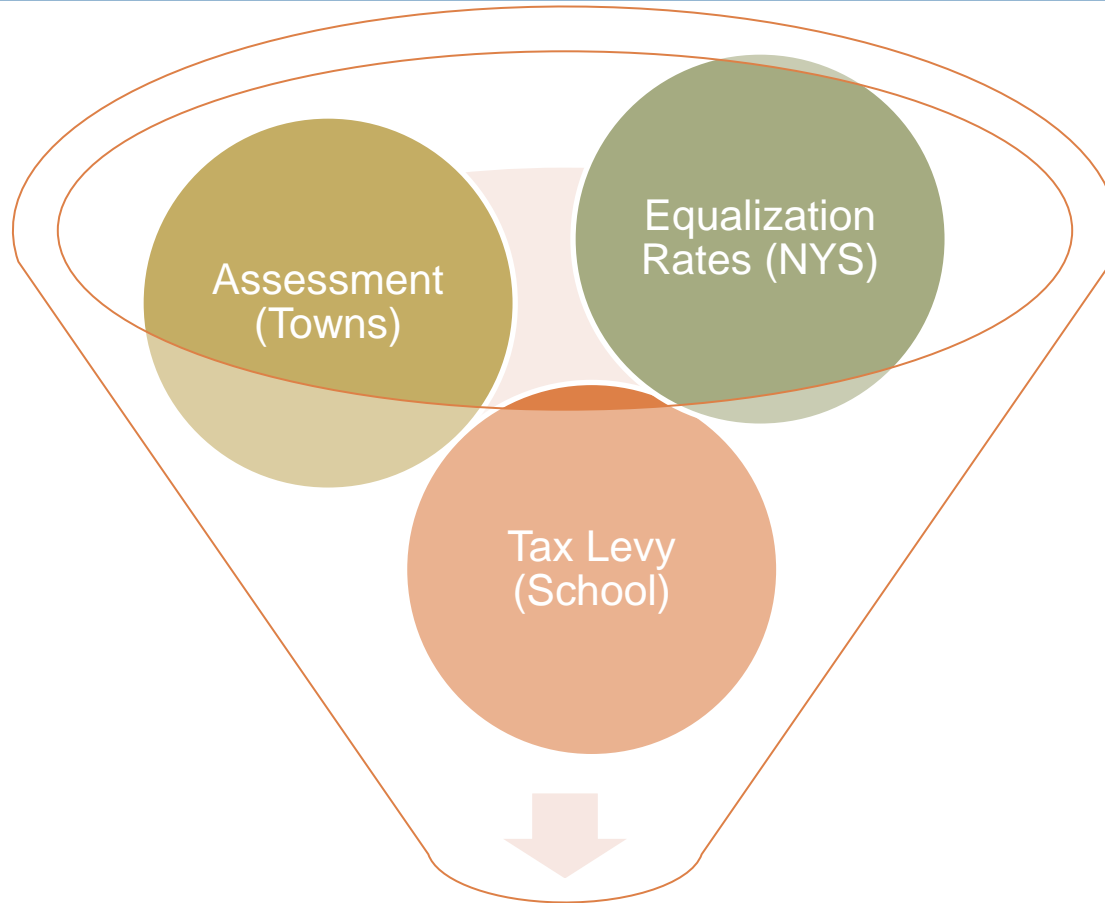 Assessment
(Towns)
Equalization
Rates (NYS)
Tax Levy
(School)